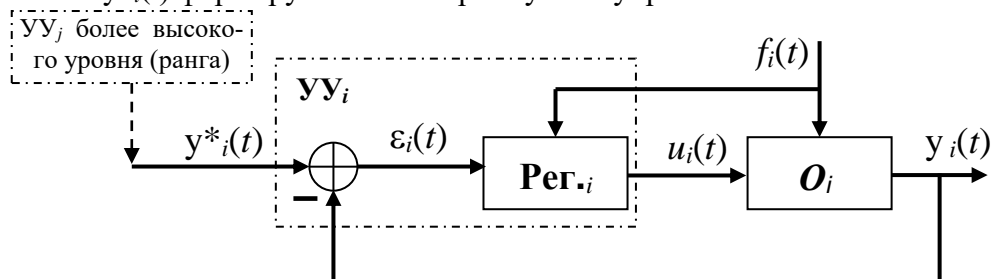 УУj более высоко-
го уровня (ранга)
УУi
fi(t)
y*i(t)
εi(t)
Рег.i
ui(t)
Oi
y i(t)
−